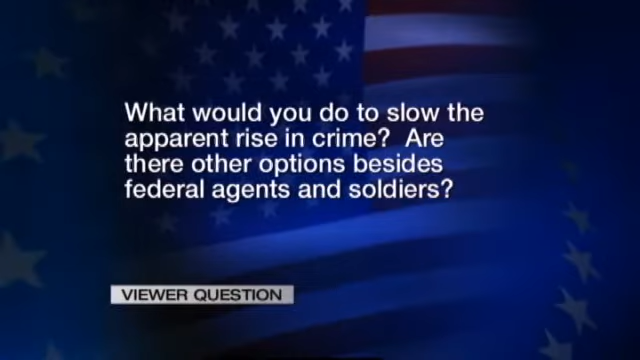 What would you do to slow the
apparent rise in crime?  Are
there other options besides
federal agents and soldiers?
VIEWER QUESTION